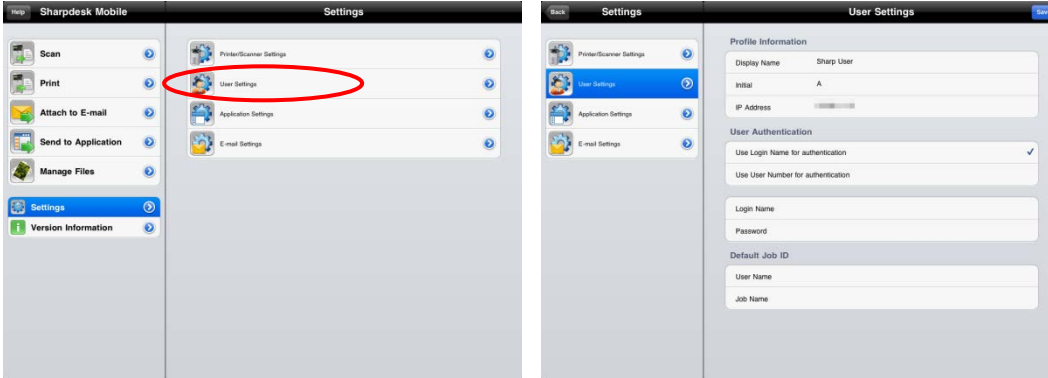 Help
Sharpdesk Mobile
Settings
Scan
Print
Attach to E-mail
Send to Application
Manage Files
Settings
Version Information
Printer/Scanner Settings
User Settings
Application Settings
E-mail Settings
Back
Settings
User Settings
Save
Printer/Scanner Settings
User Settings
Application Settings
E-mail Settings
Profile Information
Display Name Sharp User
Initial A
IP Address
User Authentication
Use Login Name for authentication
Use User Number for authentication
Login Name
Password
Default Job ID
User Name
Job Name